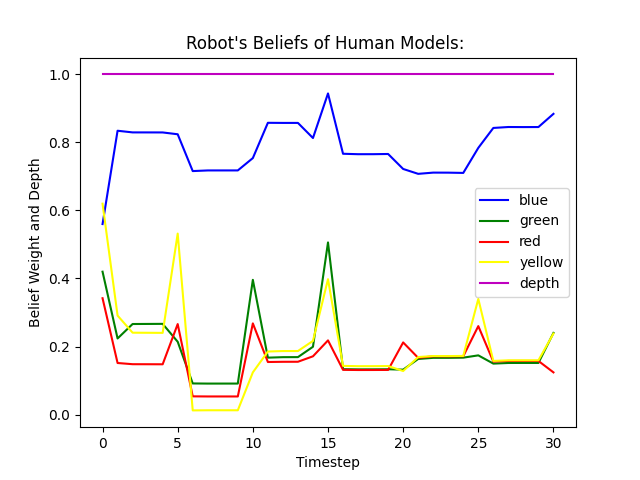 Robot's Beliefs of Human Models:
1.0
0.8
0.6
0.4
0.2
0.0
Belief Weight and Depth
blue
green
red
yellow
depth
0 5 10 15 20 25 30
Timestep